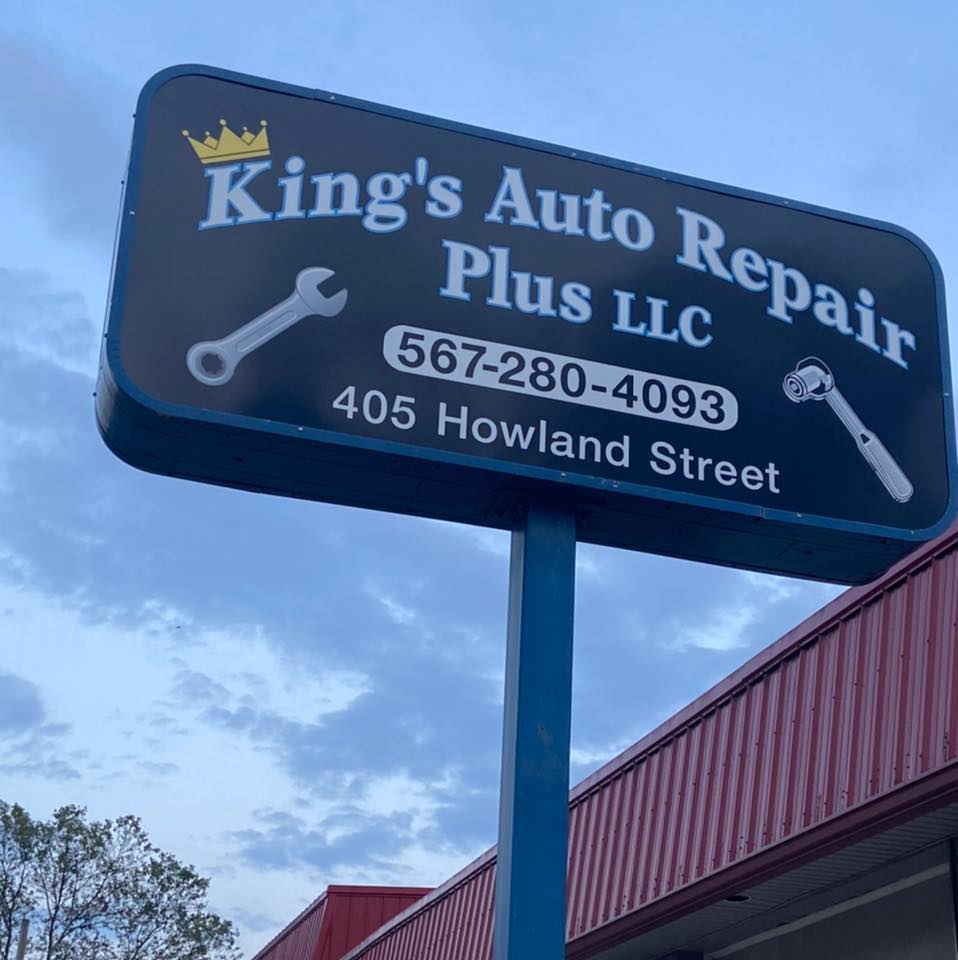 King's Auto Repair
Plus LLC
567-280-4093
405 Howland Street